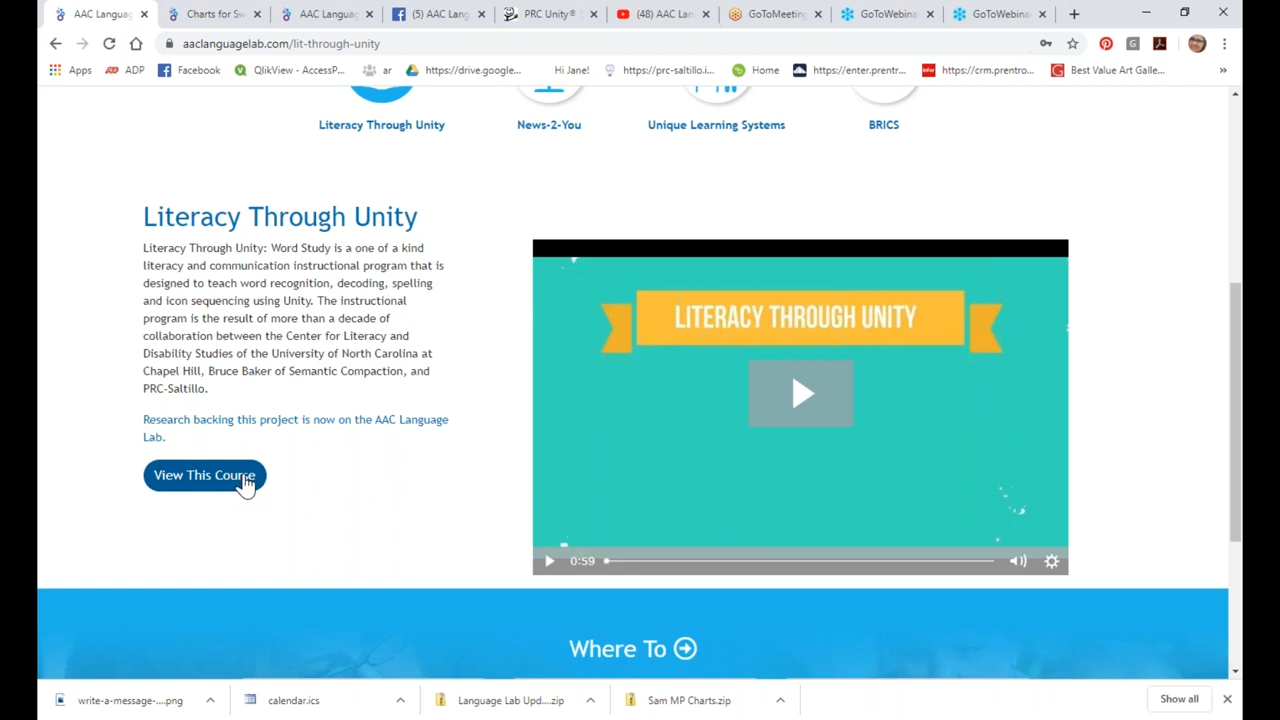 AAC Languag
Charts for Sw
AAC Languag
(5) AAC Lang
PRC Unity®
(48) AAC Lan
GoToMeeting
GoToWebina
GoToWebina
aaclanguagelab.com/lit-through-unity
Apps
ADP
Facebook
QlikView - AccessP...
ar
https://drive.google...
Hi Jane!
https://prc-saltillo.i...
Home
https://enter.prentr...
https://crm.prentro...
Best Value Art Galle...
Literacy Through Unity
News-2-You
Unique Learning Systems
BRICS
Literacy Through Unity
Literacy Through Unity: Word Study is a one of a kind
literacy and communication instructional program that is
designed to teach word recognition, decoding, spelling
and icon sequencing using Unity. The instructional
program is the result of more than a decade of
collaboration between the Center for Literacy and
Disability Studies of the University of North Carolina at
Chapel Hill, Bruce Baker of Semantic Compaction, and
PRC-Saltillo.
Research backing this project is now on the AAC Language
Lab.
View This Course
LITERACY THROUGH UNITY
0:59
Where To
write-a-message-....png
calendar.ics
Language Lab Upd....zip
Sam MP Charts.zip
Show all